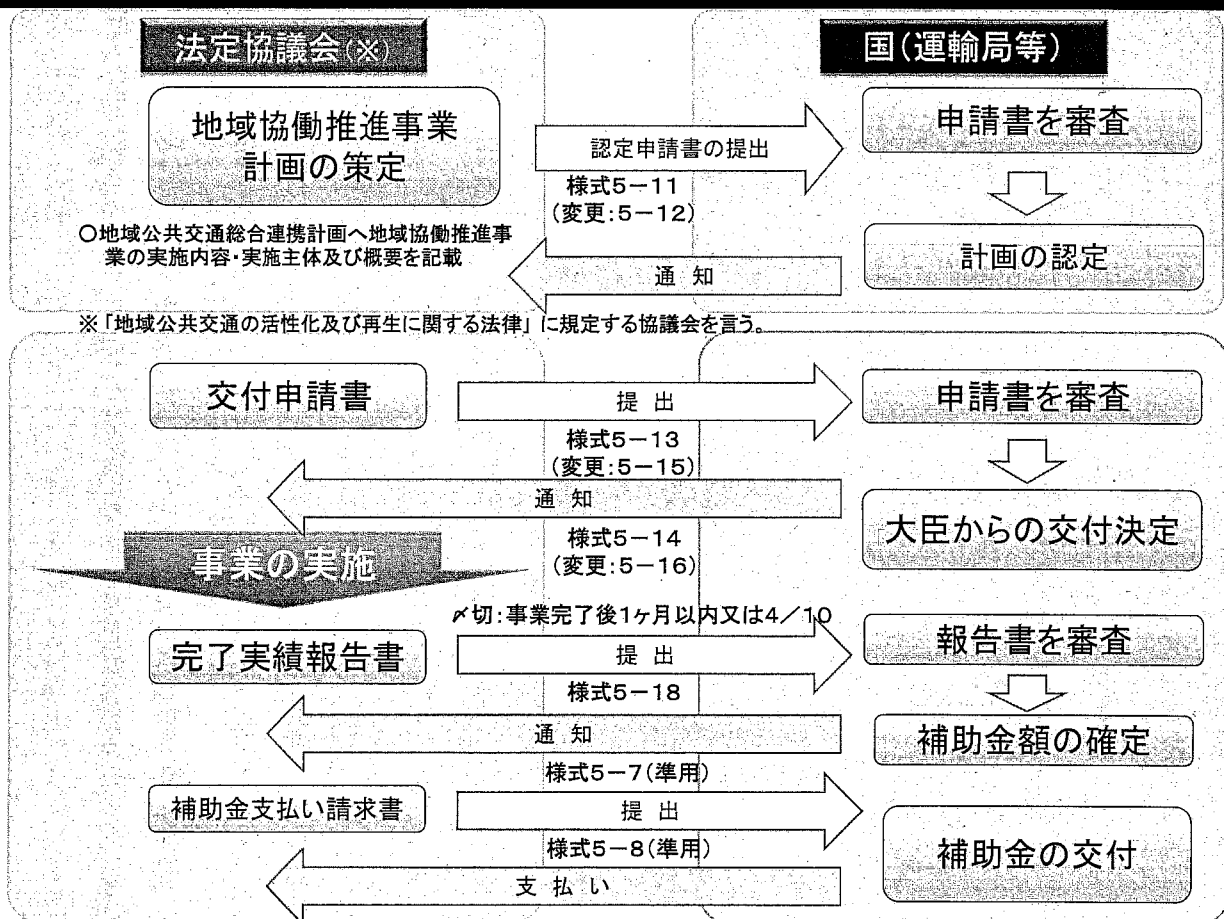 法定協議会(※)
国(運輸局等)
地域協働推進事業
計画の策定
認定申請書の提出
申請書を審査
様式5-11
(変更:5-12)
〇地域公共交通総合連携計画へ地域協働推進事
業の実施内容・実施主体及び概要を記載
通 知
計画の認定
※「地域公共交通の活性化及び再生に関する法律」に規定する協議会を言う。
交付申請書
提 出
申請書を審査
様式5-13
(変更:5-15)
通 知
大臣からの交付決定
様式5-14
(変更:5-16)
事業の実施
〆切:事業完了後1ヶ月以内又は4/10
完了実績報告書
提 出
報告書を審査
様式5-18
通 知
補助金額の確定
様式5-7(準用)
補助金支払い請求書
提 出
様式5-8(準用)
補助金の交付
支 払 い